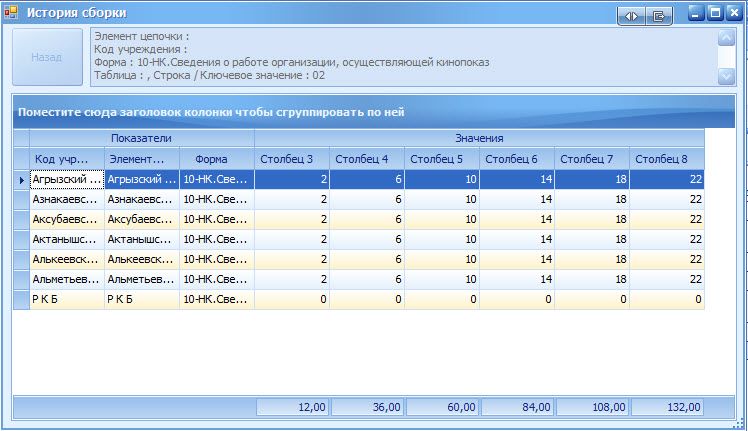 История сборки
Назад
Элемент цепочки :
Код учреждения :
Форма : 10-НК.Сведения о работе организации, осуществляющей кинопоказ
Таблица : , Строка / Ключевое значение : 02
Поместите сюда заголовок колонки чтобы сгруппировать по ней
Показатели Значения
Код учр... Элемент... Форма Столбец 3 Столбец 4 Столбец 5 Столбец 6 Столбец 7 Столбец 8
Агрызский ... Агрызский ... 10-НК.Све... 2 6 10 14 18 22
Азнакаевс... Азнакаевс... 10-НК.Све... 2 6 10 14 18 22
Аксубаевс... Аксубаевс... 10-НК.Све... 2 6 10 14 18 22
Актанышс... Актанышс... 10-НК.Све... 2 6 10 14 18 22
Алькеевск... Алькеевск... 10-НК.Све... 2 6 10 14 18 22
Альметьев... Альметьев... 10-НК.Све... 2 6 10 14 18 22
Р К Б Р К Б 10-НК.Све... 0 0 0 0 0 0
12,00 36,00 60,00 84,00 108,00 132,00